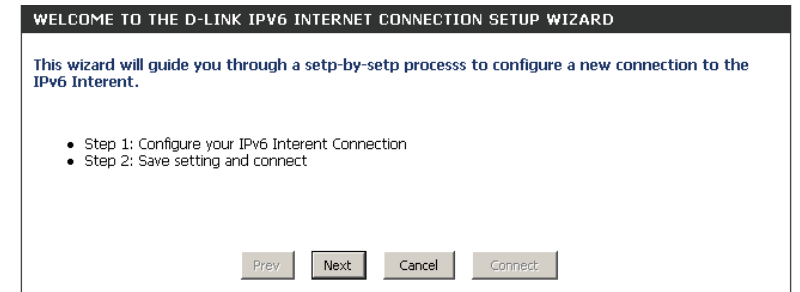 WELCOME TO THE D-LINK IPV6 INTERNET CONNECTION SETUP WIZARD
This wizard will guide you through a setp-by-setp processs to configure a new connection to the
IPv6 Interent.
• Step 1: Configure your IPv6 Interent Connection
• Step 2: Save setting and connect
Prev Next Cancel Connect